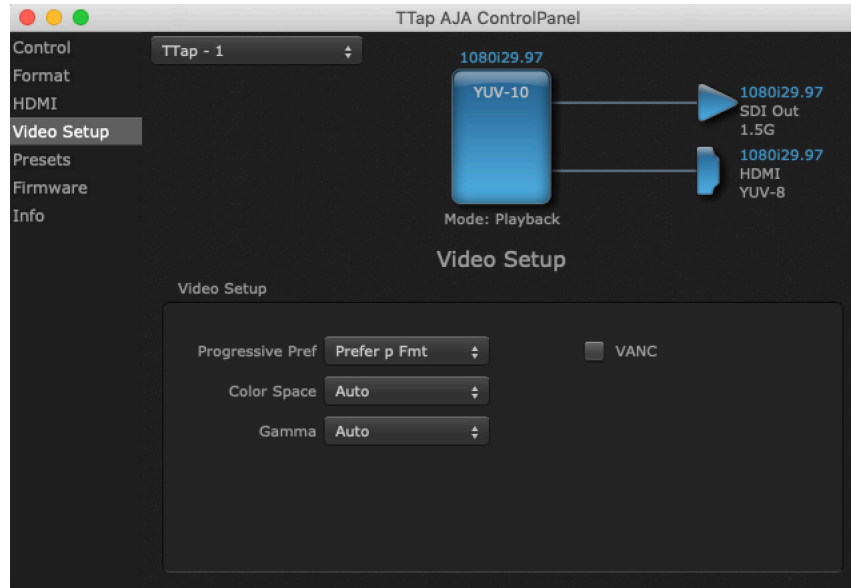 TTap AJA ControlPanel
Control
Format
HDMI
Video Setup
Presets
Firmware
Info
TTap - 1
1080i29.97
YUV-10
Mode: Playback
1080i29.97
SDI Out
1.5G
1080i29.97
HDMI
YUV-8
Video Setup
Video Setup
Progressive Pref Prefer p Fmt
VANC
Color Space Auto
Gamma Auto